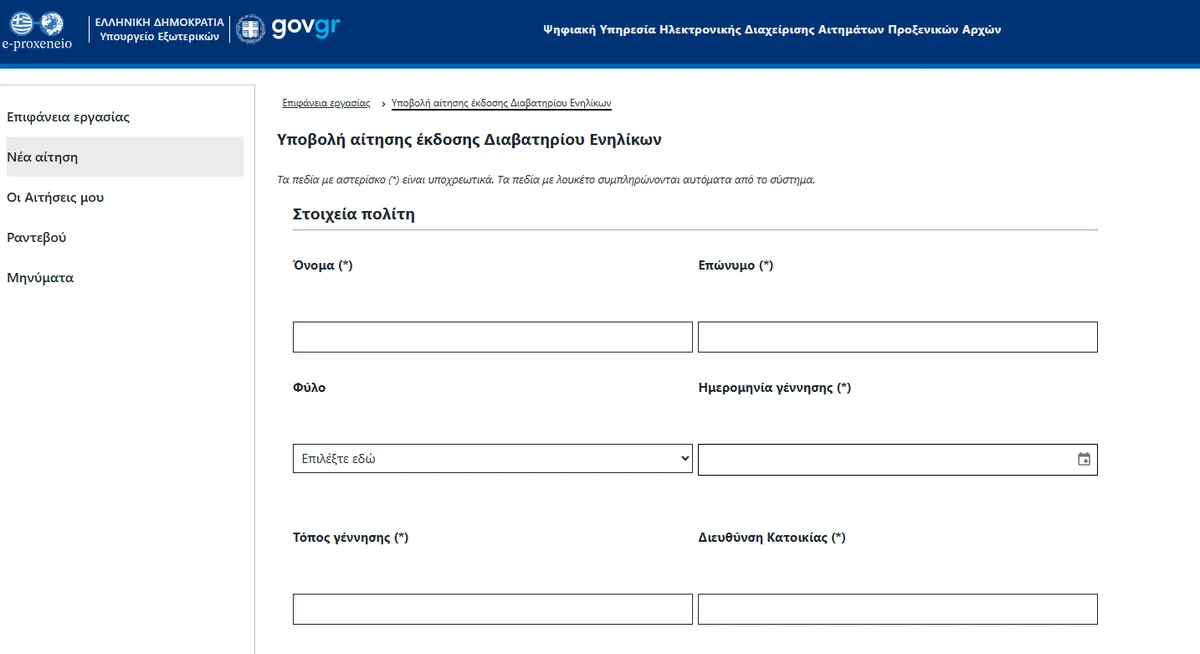 e-proxeneio
ΕΛΛΗΝΙΚΗ ΔΗΜΟΚΡΑΤΙΑ
Υπουργείο Εξωτερικών
govgr
Ψηφιακή Υπηρεσία Ηλεκτρονικής Διαχείρισης Αιτημάτων Προξενικών Αρχών
Επιφάνεια εργασίας
Νέα αίτηση
Οι Αιτήσεις μου
Ραντεβού
Μηνύματα
Επιφάνεια εργασίας › Υποβολή αίτησης έκδοσης Διαβατηρίου Ενηλίκων
Υποβολή αίτησης έκδοσης Διαβατηρίου Ενηλίκων
Τα πεδία με αστερίσκο (*) είναι υποχρεωτικά. Τα πεδία με λουκέτο συμπληρώνονται αυτόματα από το σύστημα.
Στοιχεία πολίτη
Όνομα (*) Επώνυμο (*)
Φύλο Ημερομηνία γέννησης (*)
Επιλέξτε εδώ
Τόπος γέννησης (*) Διευθύνση Κατοικίας (*)